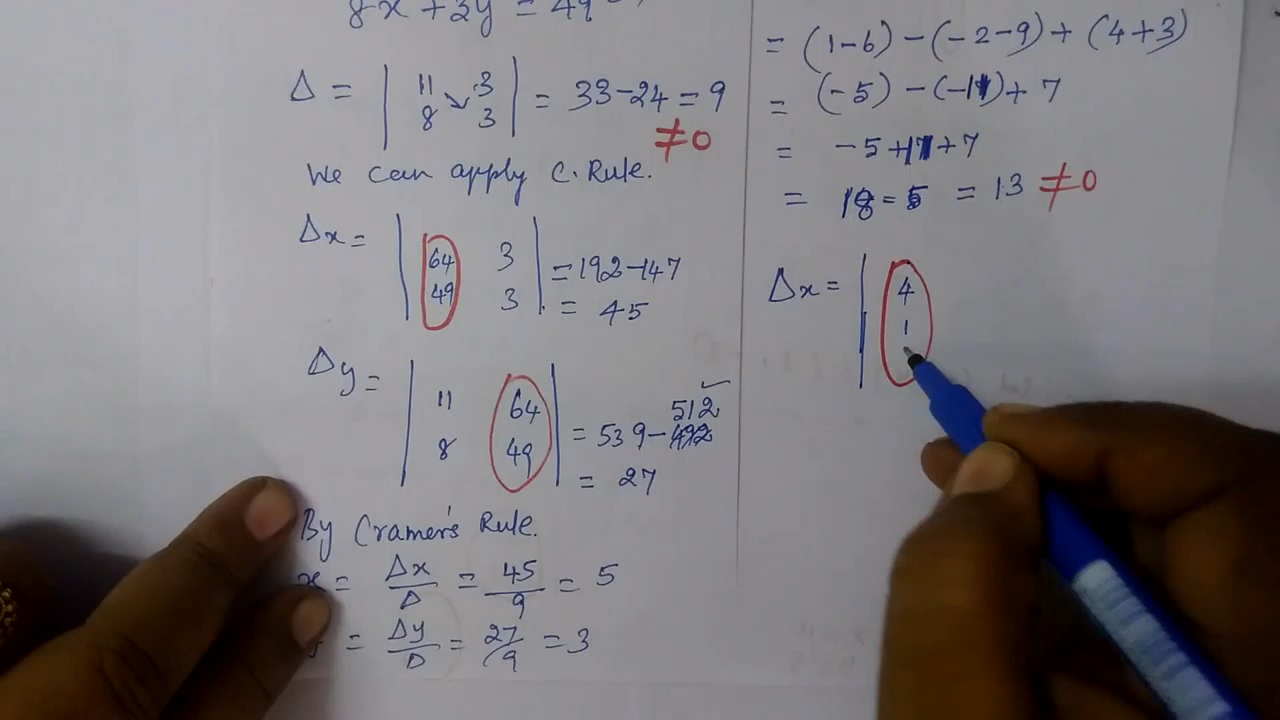 8x + 3y = 49
Δ = | 11 3 | = 33 - 24 = 9
8 3
≠0
We can apply C. Rule.
Δx = | 64 3 | = 192 - 147
49 3 = 45
Δy =
11 64 512
8 49 = 539 -
= 27
By Cramer's Rule.
x = Δx/Δ = 45/9 = 5
= Δy/Δ = 27/9 = 3
= (1-6) - (-2-9) + (4+3)
= (-5) - (-11) + 7
= -5 + 11 + 7
= 18 - 5 = 13 ≠0
Δx = | 4
1